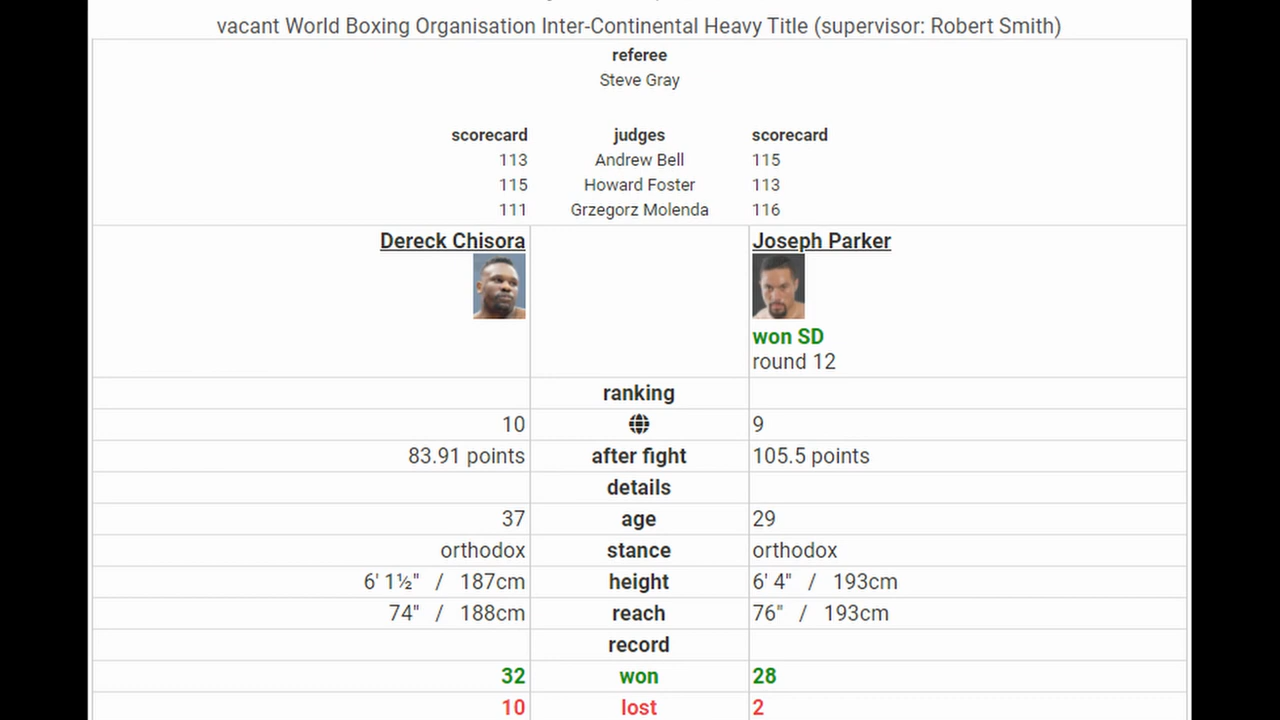 vacant World Boxing Organisation Inter-Continental Heavy Title (supervisor: Robert Smith)
referee
Steve Gray
scorecard judges scorecard
113 Andrew Bell 115
115 Howard Foster 113
111 Grzegorz Molenda 116
Dereck Chisora Joseph Parker
won SD
round 12
ranking
10 9
83.91 points after fight 105.5 points
details
37 age 29
orthodox stance orthodox
6' 1½" / 187cm height 6' 4" / 193cm
74" / 188cm reach 76" / 193cm
record
32 won 28
10 lost 2